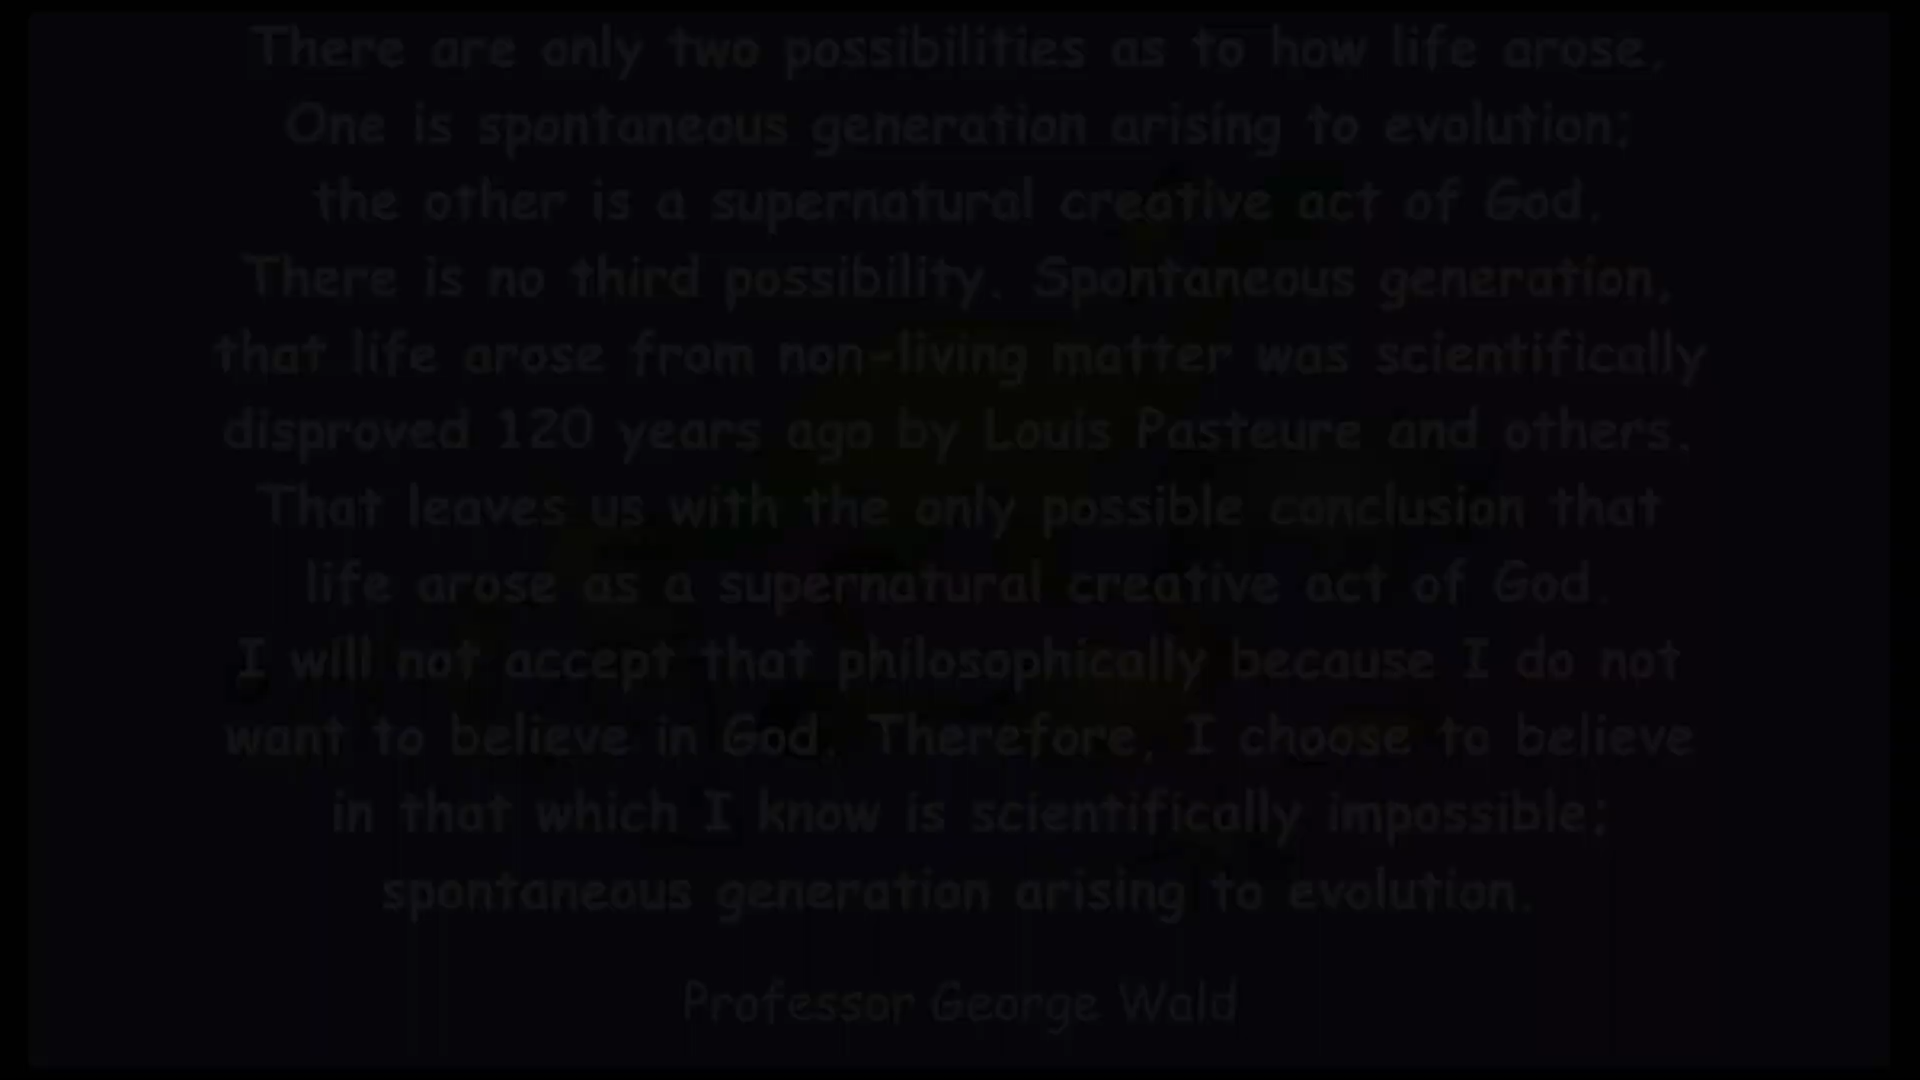 There are only two possibilities as to how life arose,
One is spontaneous generation arising to evolution;
the other is a supernatural creative act of God.
There is no third possibility. Spontaneous generation,
that life arose from non-living matter was scientifically
disproved 120 years ago by Louis Pasteure and others.
That leaves us with the only possible conclusion that
life arose as a supernatural creative act of God.
I will not accept that philosophically because I do not
want to believe in God. Therefore, I choose to believe
in that which I know is scientifically impossible;
spontaneous generation arising to evolution.
Professor George Wald